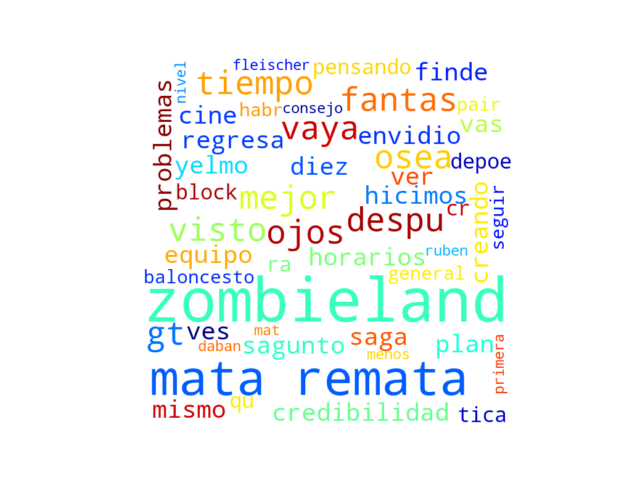 fleischer pensando finde
nivel tiempo fantas pair
cine habr consejo vas
problemas regresa vaya envidio
yelmo diez osea depoe
block mejor ver hicimos
visto ojos despu cr creando seguir
equipo ra horarios ruben
baloncesto general
zombieland
gt ves mat saga plan
daban sagunto menos primera
mata remata
mismo qu credibilidad tica